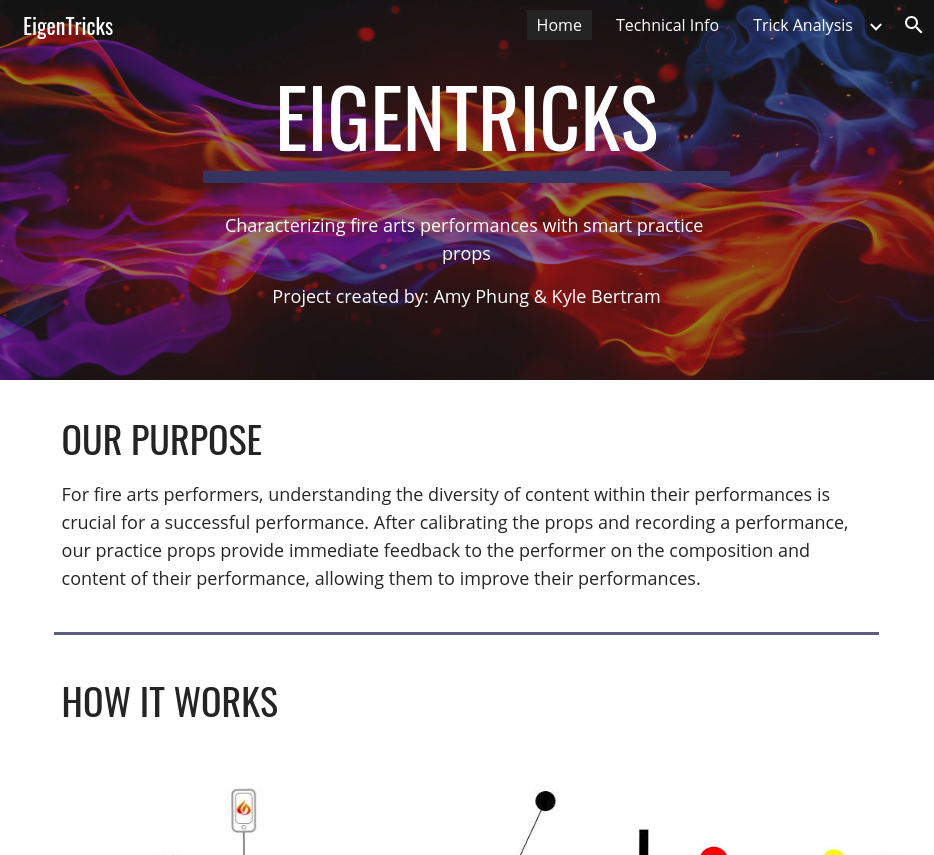 EigenTricks
Home Technical Info Trick Analysis
EIGENTRICKS
Characterizing fire arts performances with smart practice
props
Project created by: Amy Phung & Kyle Bertram
OUR PURPOSE
For fire arts performers, understanding the diversity of content within their performances is
crucial for a successful performance. After calibrating the props and recording a performance,
our practice props provide immediate feedback to the performer on the composition and
content of their performance, allowing them to improve their performances.
HOW IT WORKS